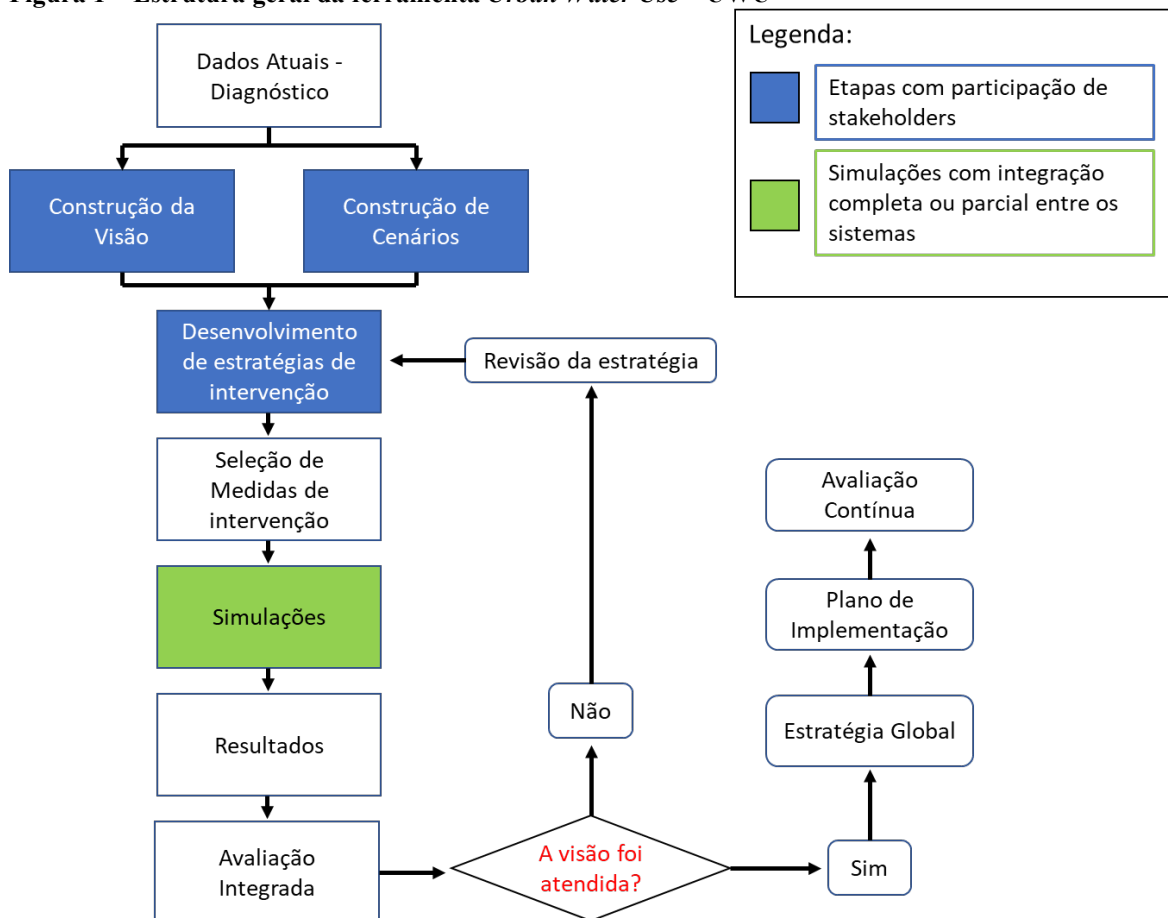 Figura 1 – Estrutura geral da ferramenta Urban Water Use –
Legenda:
Etapas com participação de
stakeholders
Simulações com integração
completa ou parcial entre os
sistemas
Dados Atuais -
Diagnóstico
Construção da
Visão
Construção de
Cenários
Desenvolvimento
de estratégias de
intervenção
Revisão da estratégia
Seleção de
Medidas de
intervenção
Simulações
Resultados
Avaliação
Integrada
A visão foi
atendida?
Não
Sim
Estratégia Global
Plano de
Implementação
Avaliação
Contínua